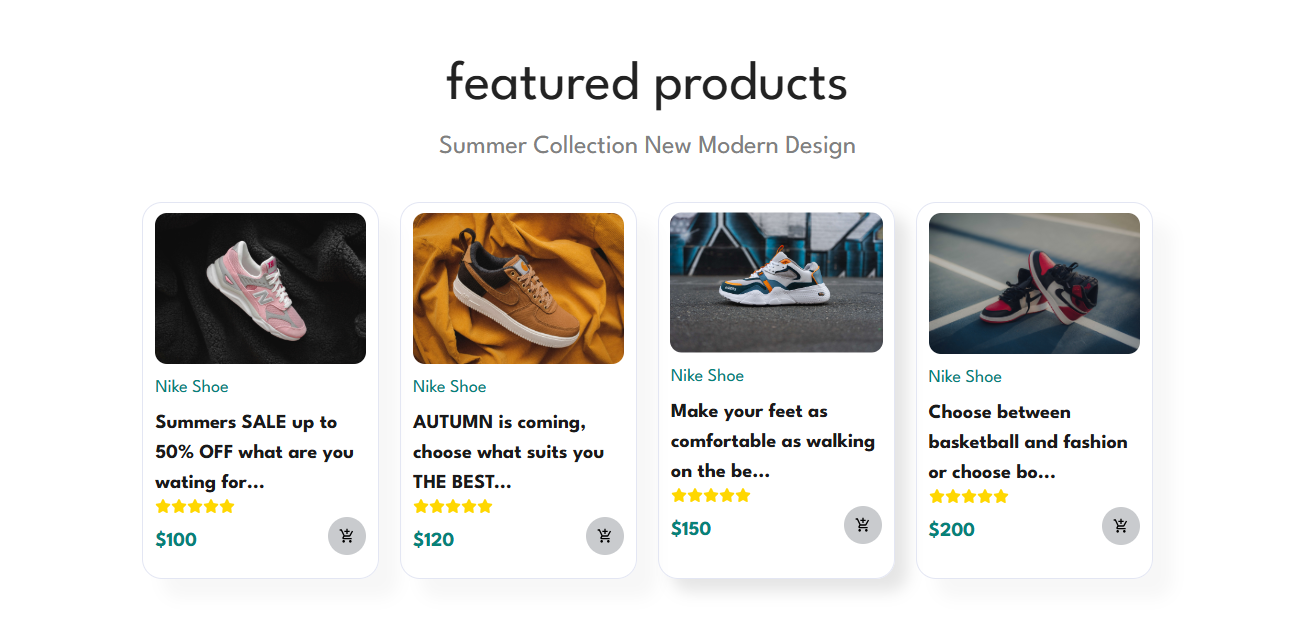 featured products
Summer Collection New Modern Design
Nike Shoe
Summers SALE up to
50% OFF what are you
wating for...
$100
Nike Shoe
AUTUMN is coming,
choose what suits you
THE BEST...
$120
Nike Shoe
Make your feet as
comfortable as walking
on the be...
$150
Nike Shoe
Choose between
basketball and fashion
or choose bo...
$200